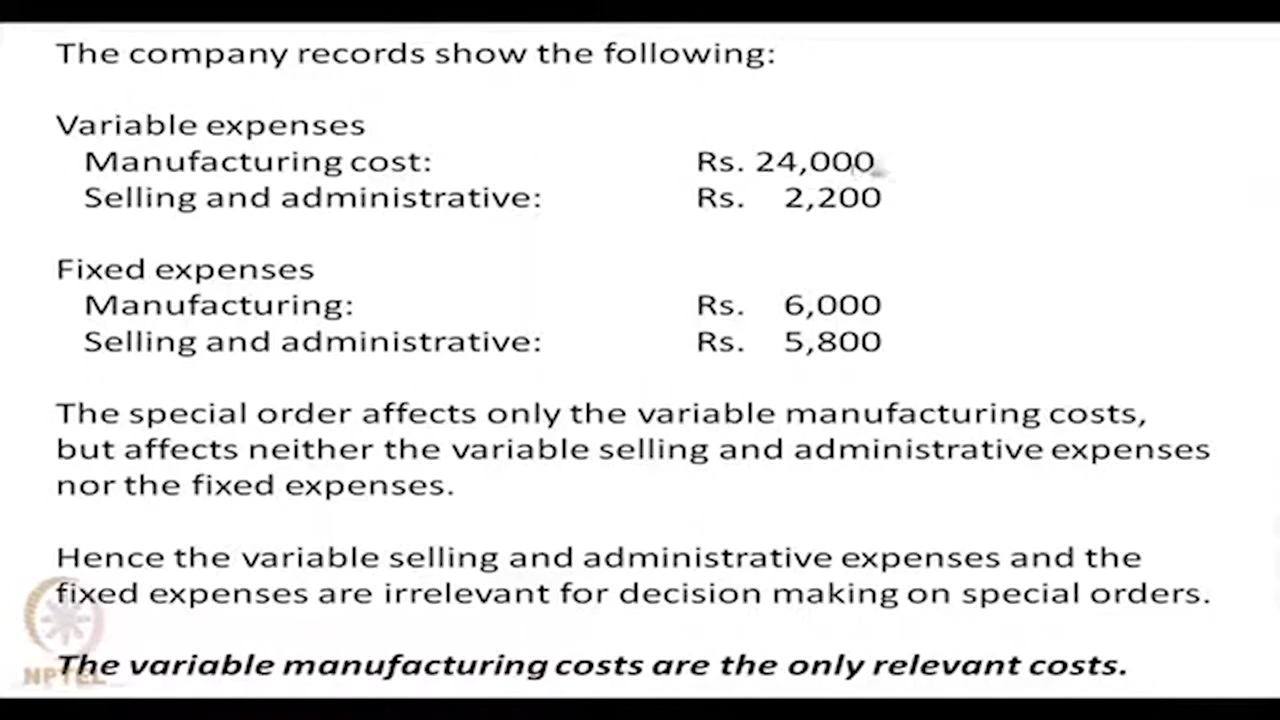 The company records show the following:
Variable expenses
Manufacturing cost: Rs. 24,000
Selling and administrative: Rs. 2,200
Fixed expenses
Manufacturing: Rs. 6,000
Selling and administrative: Rs. 5,800
The special order affects only the variable manufacturing costs,
but affects neither the variable selling and administrative expenses
nor the fixed expenses.
Hence the variable selling and administrative expenses and the
fixed expenses are irrelevant for decision making on special orders.
The variable manufacturing costs are the only relevant costs.
NPTEL